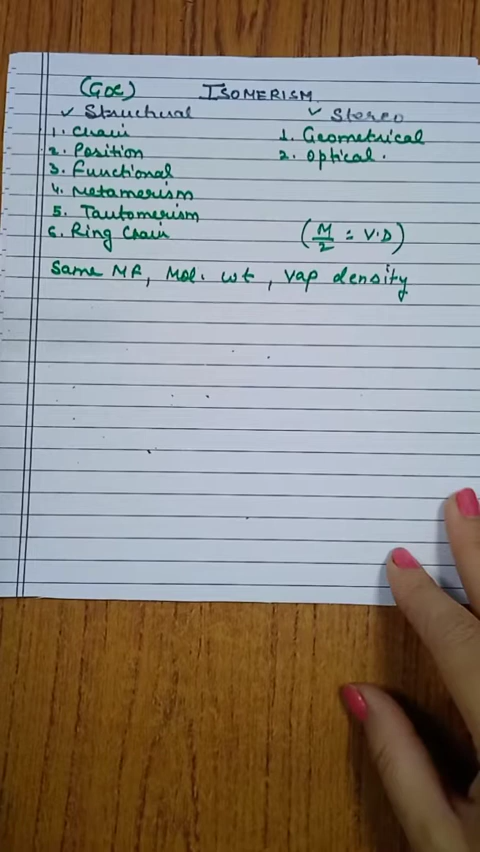 (GOC) ISOMERISM
✓ Structural ✓ Stereo
1. Chain 1. Geometrical
2. Position 2. Optical.
3. Functional
4. Metamerism
5. Tautomerism
6. Ring Chain (M/2 = V.D)
Same MF, Mol. wt, vap density